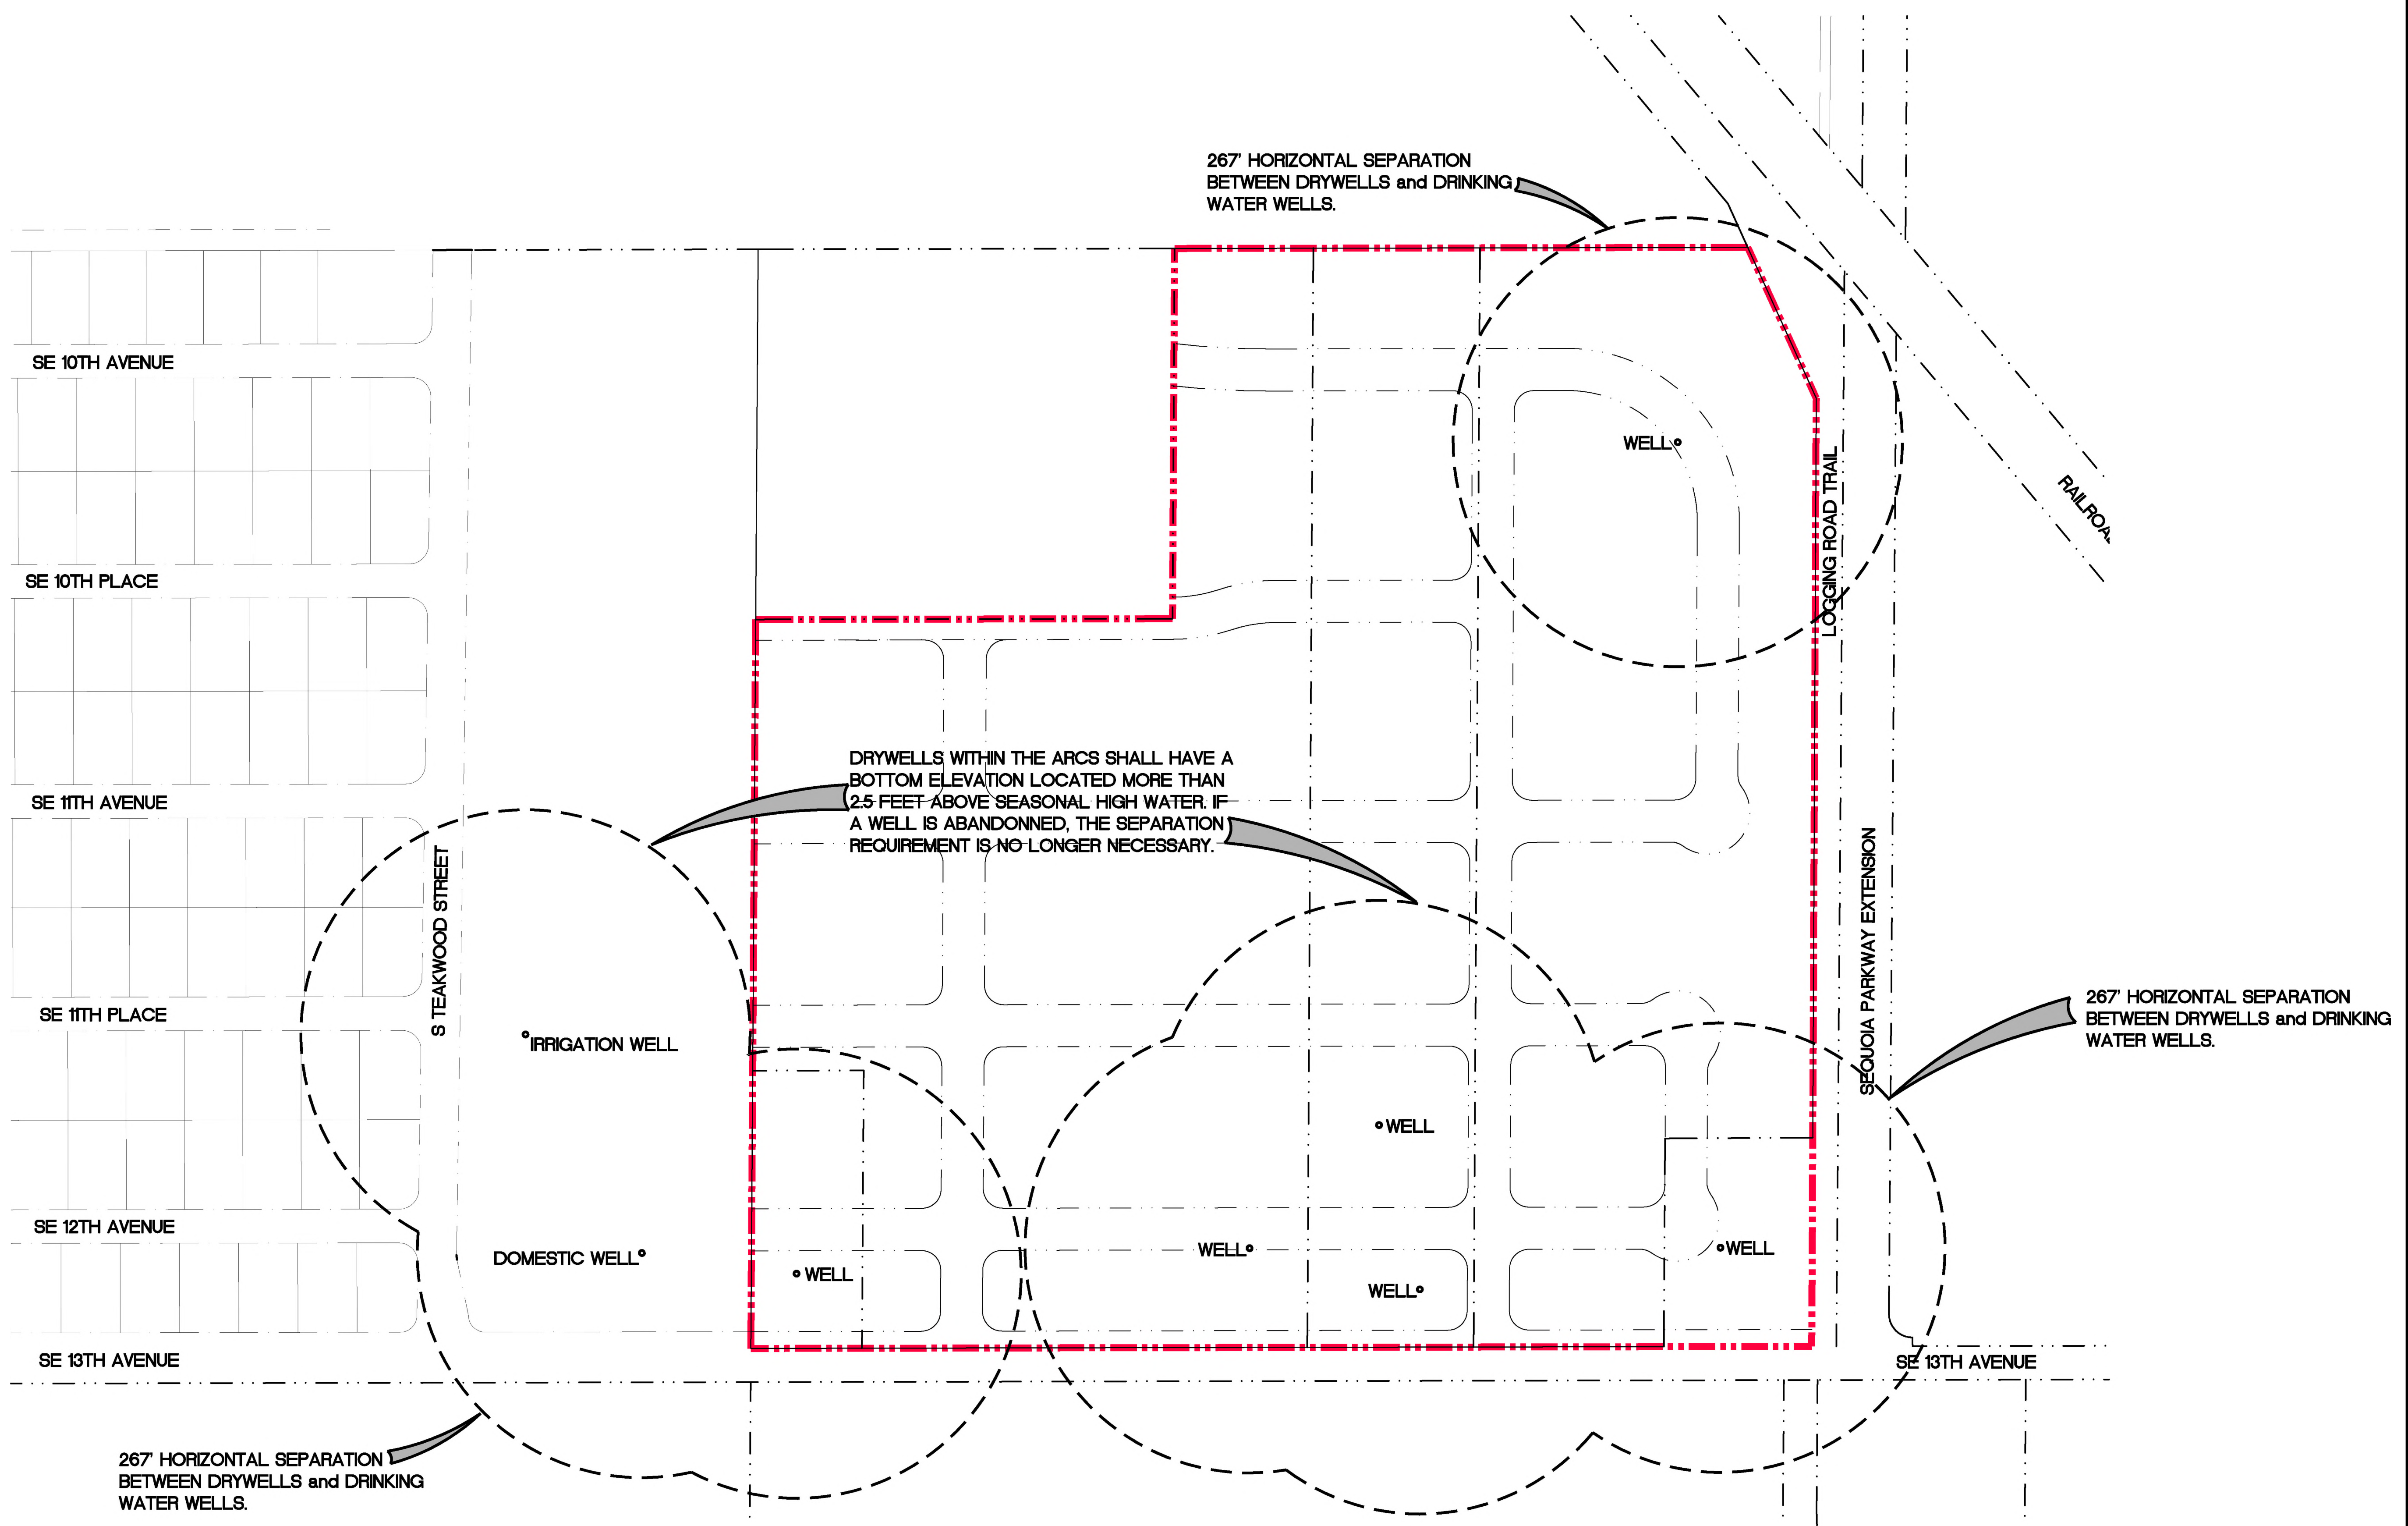 267' HORIZONTAL SEPARATION
BETWEEN DRYWELLS and DRINKING
WATER WELLS.
SE 10TH AVENUE
WELL
LOGGING ROAD TRAIL
RAILROA
SE 10TH PLACE
DRYWELLS WITHIN THE ARCS SHALL HAVE A
BOTTOM ELEVATION LOCATED MORE THAN
2.5 FEET ABOVE SEASONAL HIGH WATER. IF
A WELL IS ABANDONNED, THE SEPARATION
REQUIREMENT IS NO LONGER NECESSARY.
SE 11TH AVENUE
S TEAKWOOD STREET
SEQUOIA PARKWAY EXTENSION
267' HORIZONTAL SEPARATION
BETWEEN DRYWELLS and DRINKING
WATER WELLS.
SE 11TH PLACE
IRRIGATION WELL
WELL
SE 12TH AVENUE
DOMESTIC WELL
WELL
WELL
WELL
WELL
SE 13TH AVENUE
SE 13TH AVENUE
267' HORIZONTAL SEPARATION
BETWEEN DRYWELLS and DRINKING
WATER WELLS.